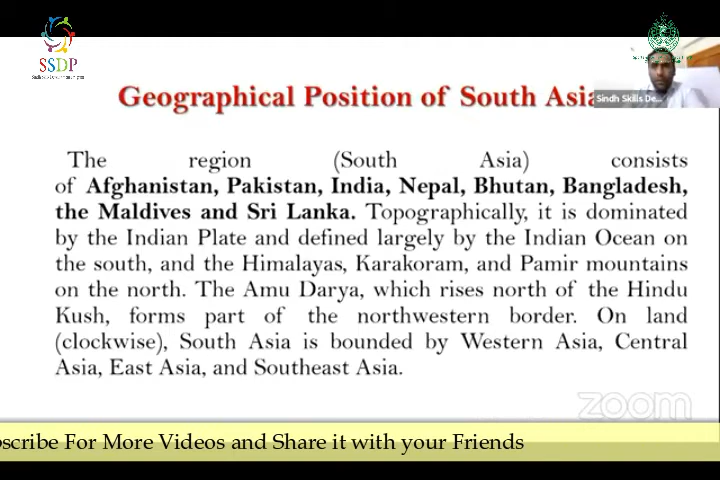 SSDP
Geographical Position of South Asia
Sindh Skills De...
The region (South Asia) consists
of Afghanistan, Pakistan, India, Nepal, Bhutan, Bangladesh,
the Maldives and Sri Lanka. Topographically, it is dominated
by the Indian Plate and defined largely by the Indian Ocean on
the south, and the Himalayas, Karakoram, and Pamir mountains
on the north. The Amu Darya, which rises north of the Hindu
Kush, forms part of the northwestern border. On land
(clockwise), South Asia is bounded by Western Asia, Central
Asia, East Asia, and Southeast Asia.
zoom
scribe For More Videos and Share it with your Friends